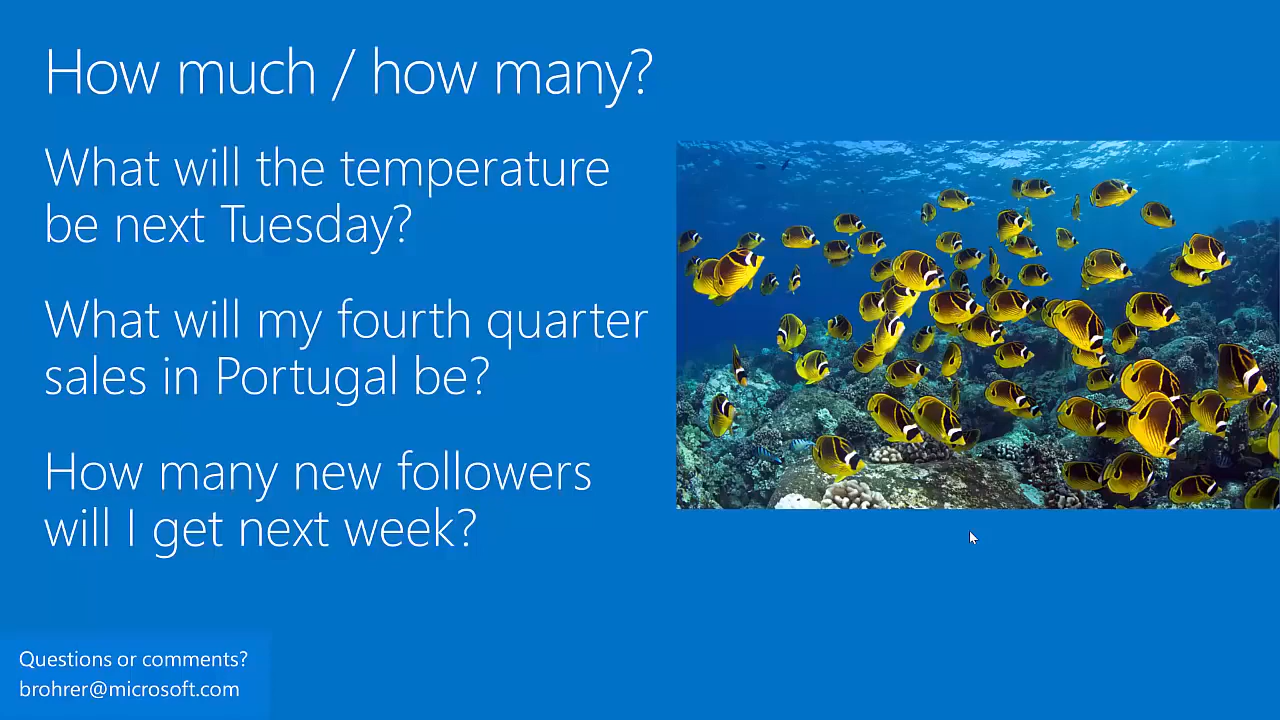 How much / how many?
What will the temperature
be next Tuesday?
What will my fourth quarter
sales in Portugal be?
How many new followers
will I get next week?
Questions or comments?
brohrer@microsoft.com